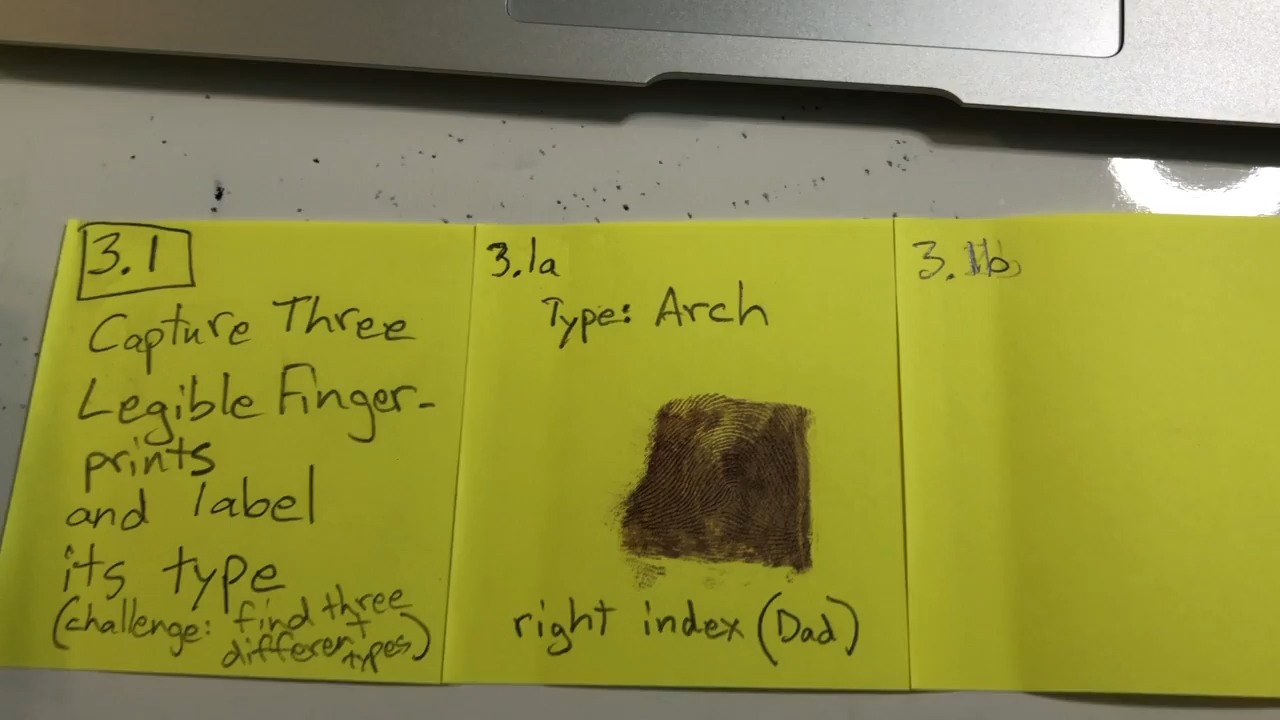 3.1
Capture Three
Legible Finger-
prints
and label
its type
(challenge: find three
different
types)
3.1a
Type: Arch
right index (Dad)
3.1b